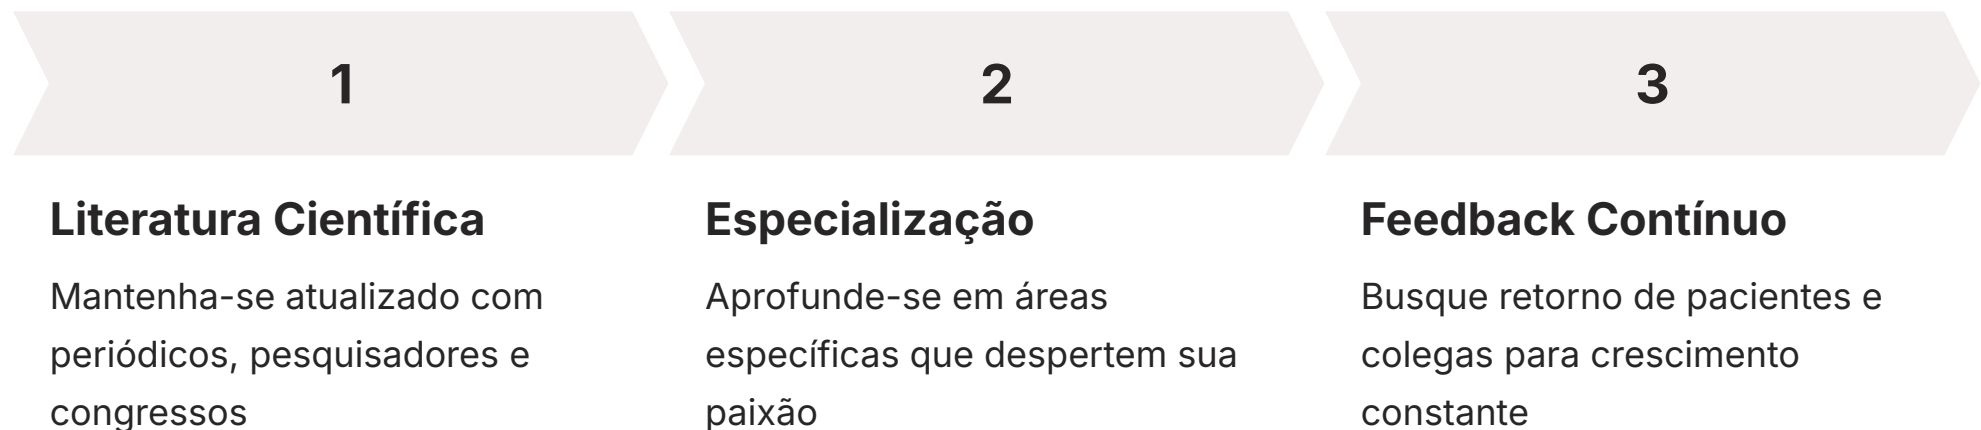 1
Literatura Científica
Mantenha-se atualizado com
periódicos, pesquisadores e
congressos
2
Especialização
Aprofunde-se em áreas
específicas que despertem sua
paixão
3
Feedback Contínuo
Busque retorno de pacientes e
colegas para crescimento
constante